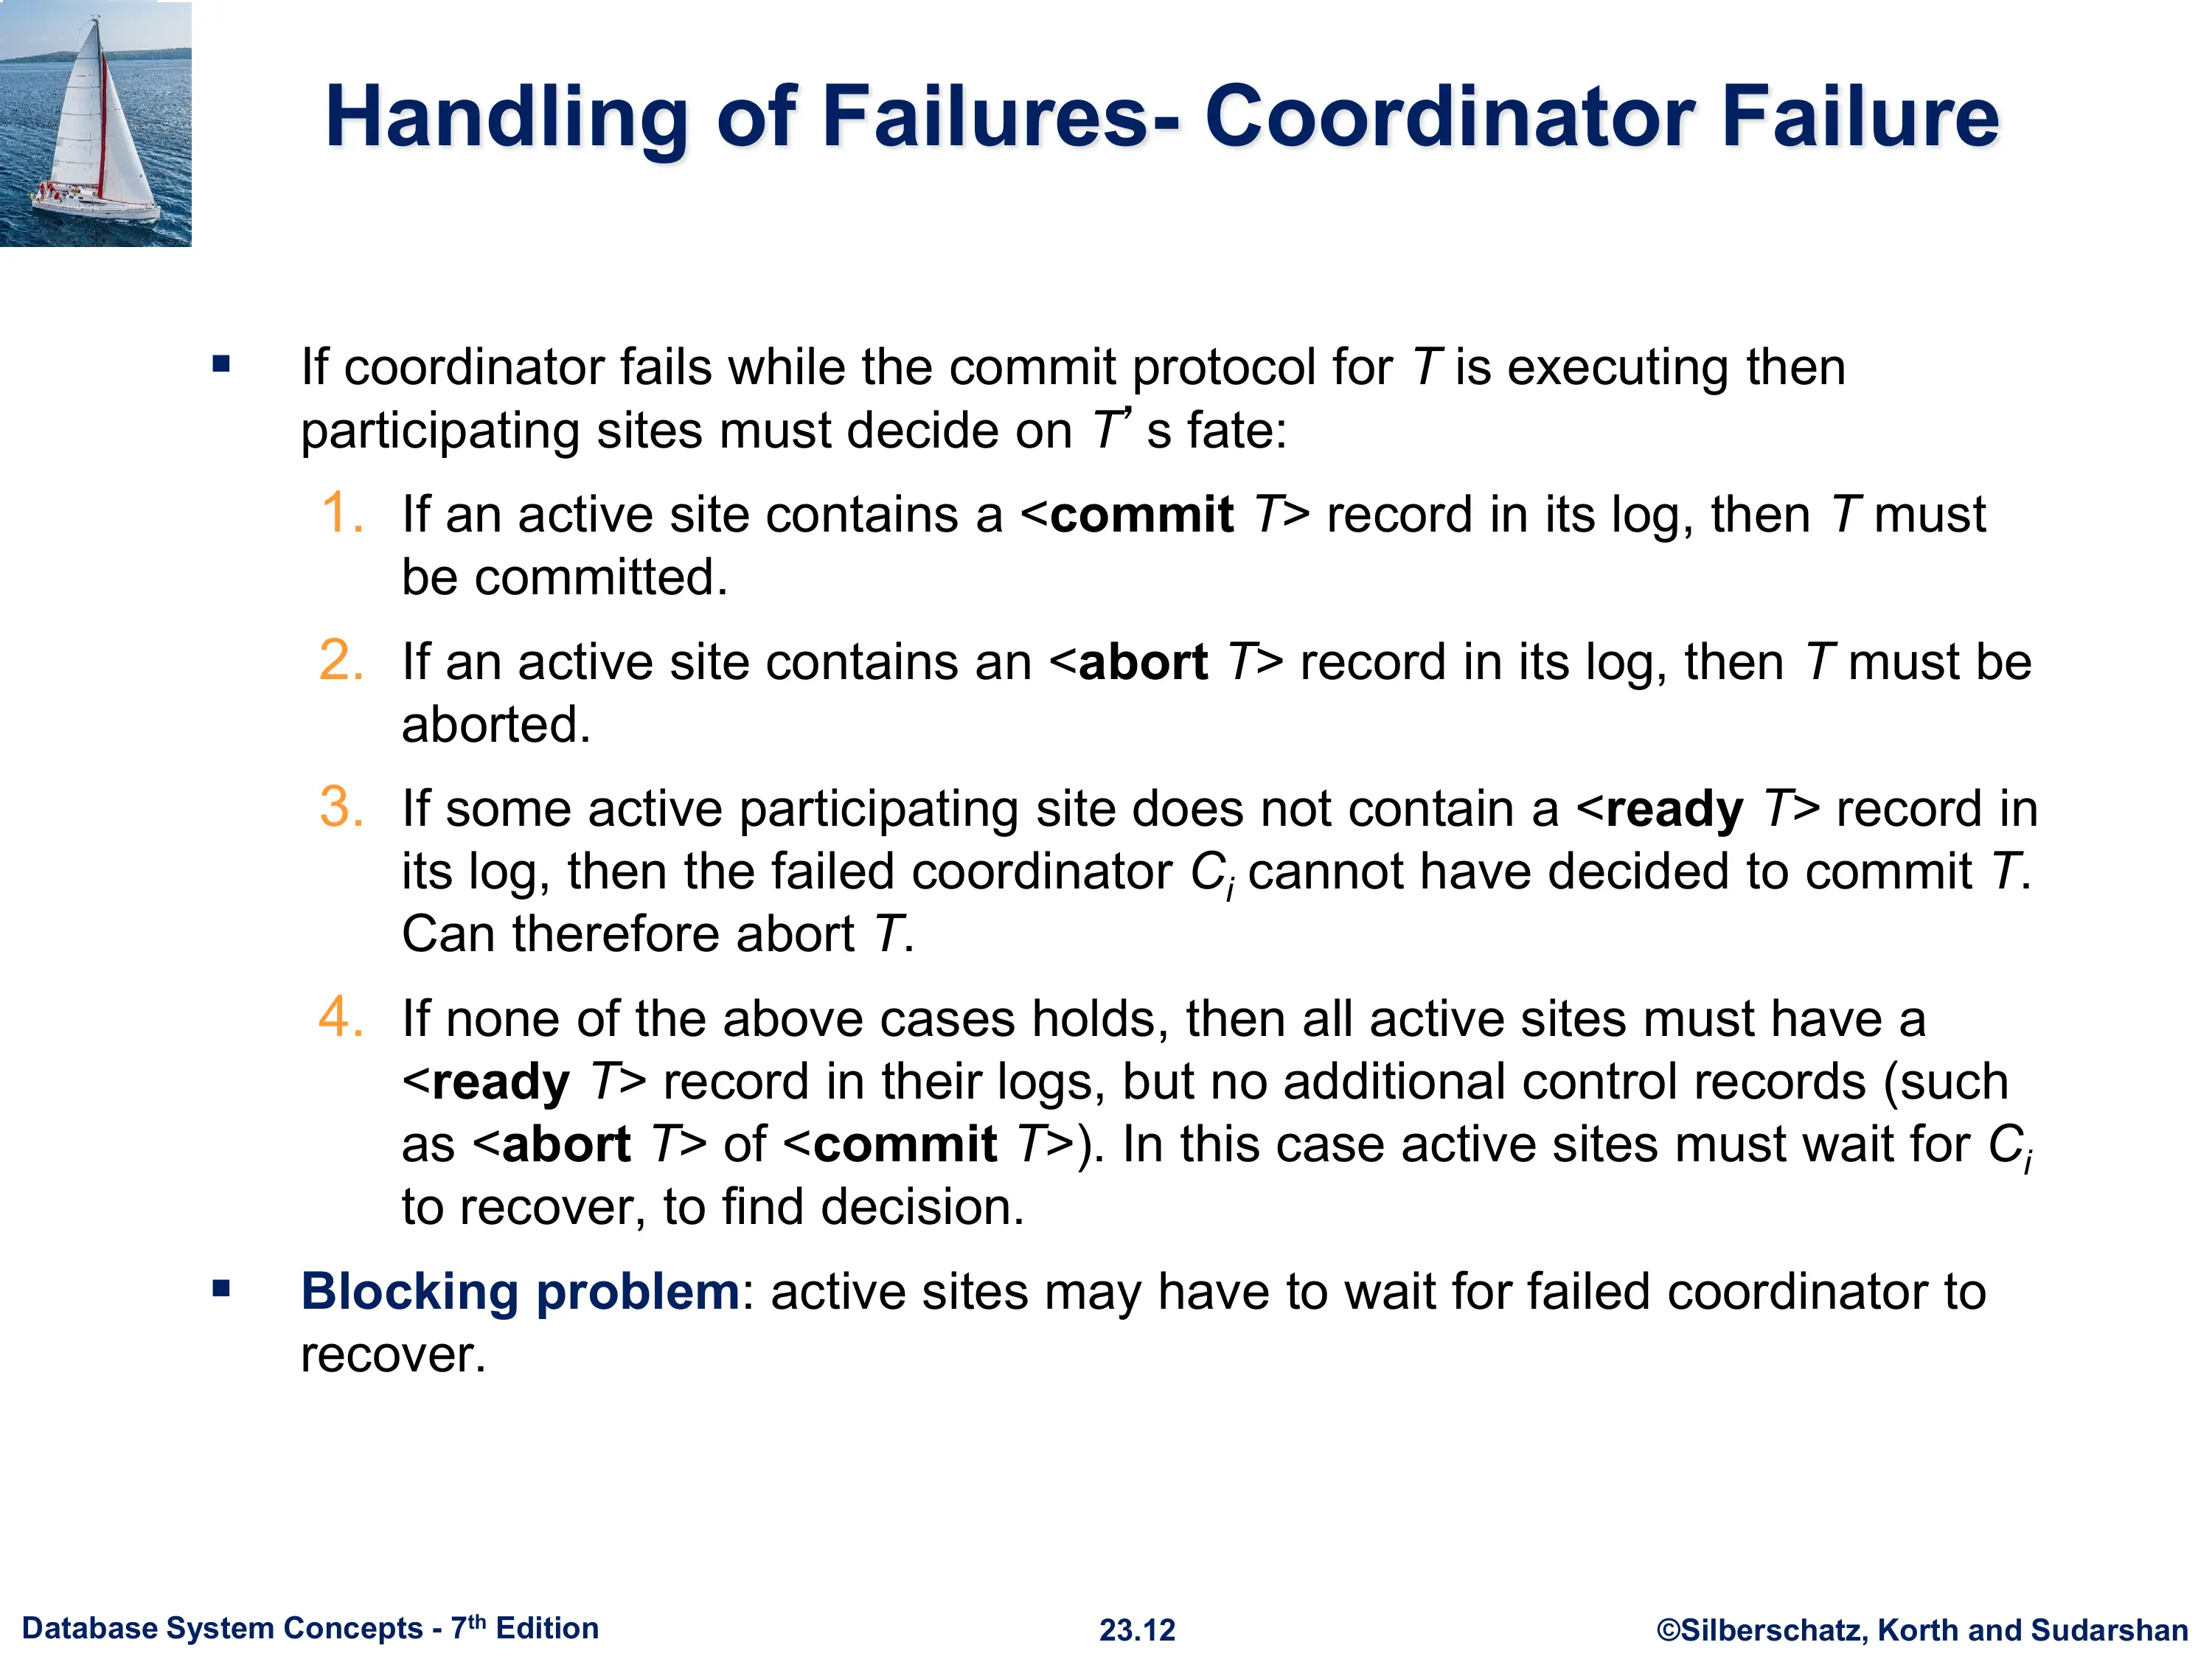 Handling of Failures- Coordinator Failure
▪ If coordinator fails while the commit protocol for T is executing then
participating sites must decide on T’ s fate:
1. If an active site contains a <commit T> record in its log, then T must
be committed.
2. If an active site contains an <abort T> record in its log, then T must be
aborted.
3. If some active participating site does not contain a <ready T> record in
its log, then the failed coordinator Ci cannot have decided to commit T.
Can therefore abort T.
4. If none of the above cases holds, then all active sites must have a
<ready T> record in their logs, but no additional control records (such
as <abort T> of <commit T>). In this case active sites must wait for Ci
to recover, to find decision.
▪ Blocking problem: active sites may have to wait for failed coordinator to
recover.
Database System Concepts - 7th Edition
23.12
©Silberschatz, Korth and Sudarshan